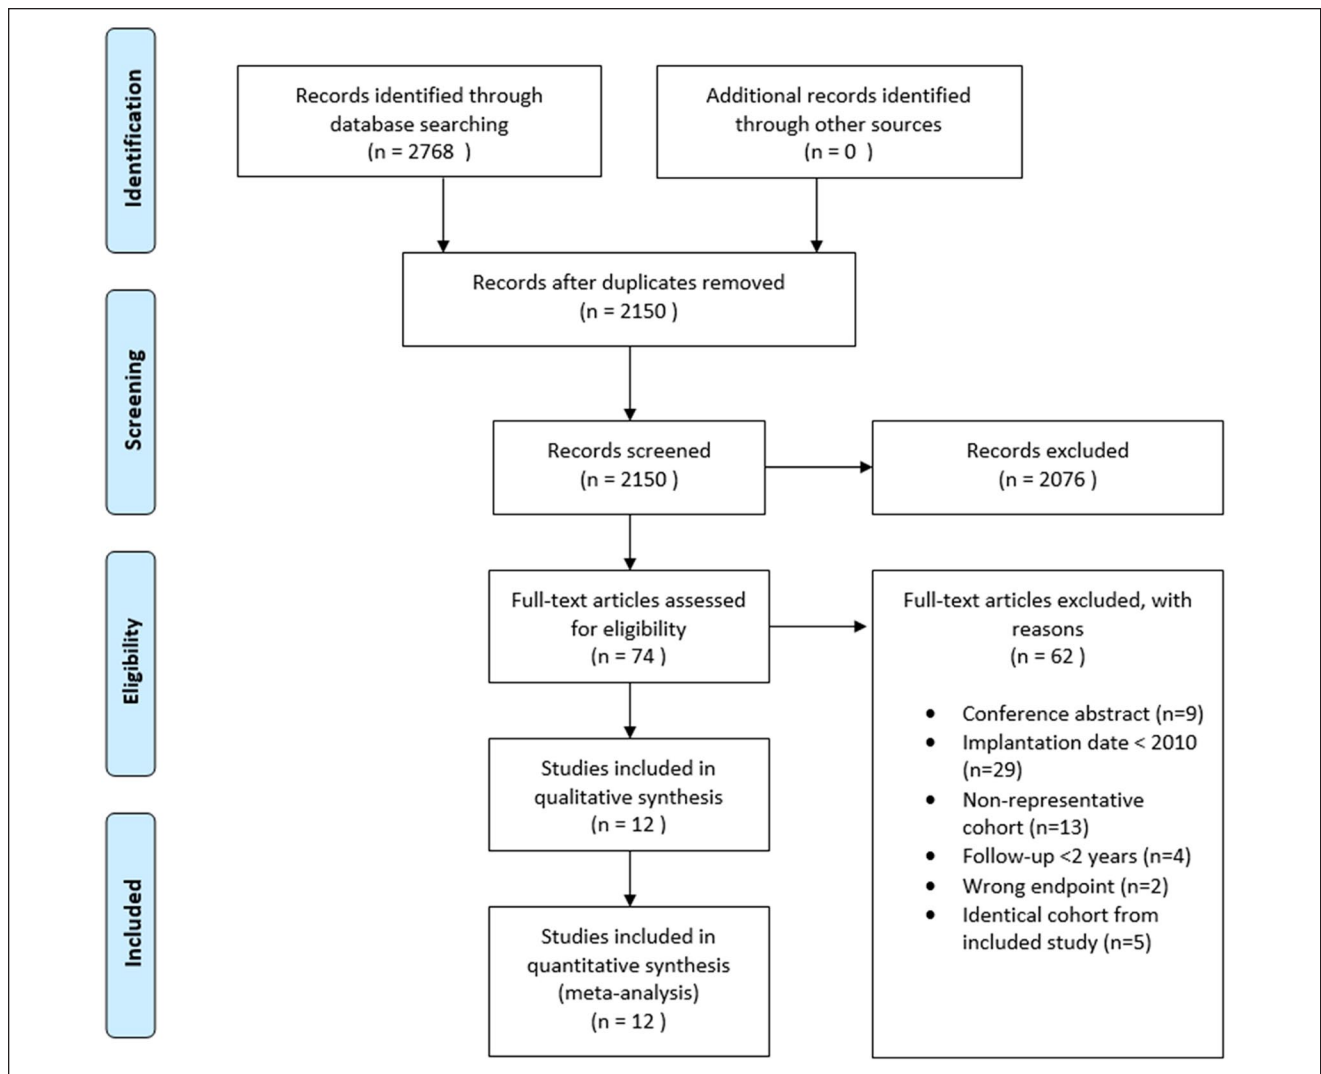 Identification
Records identified through
database searching
(n = 2768 )
Additional records identified
through other sources
(n = 0 )
Records after duplicates removed
(n = 2150 )
Screening
Records screened
(n = 2150 )
Records excluded
(n = 2076 )
Eligibility
Full-text articles assessed
for eligibility
(n = 74 )
Full-text articles excluded, with
reasons
(n = 62 )
• Conference abstract (n=9)
• Implantation date < 2010
(n=29)
• Non-representative
cohort (n=13)
• Follow-up <2 years (n=4)
• Wrong endpoint (n=2)
• Identical cohort from
included study (n=5)
Studies included in
qualitative synthesis
(n = 12 )
Included
Studies included in
quantitative synthesis
(meta-analysis)
(n = 12 )